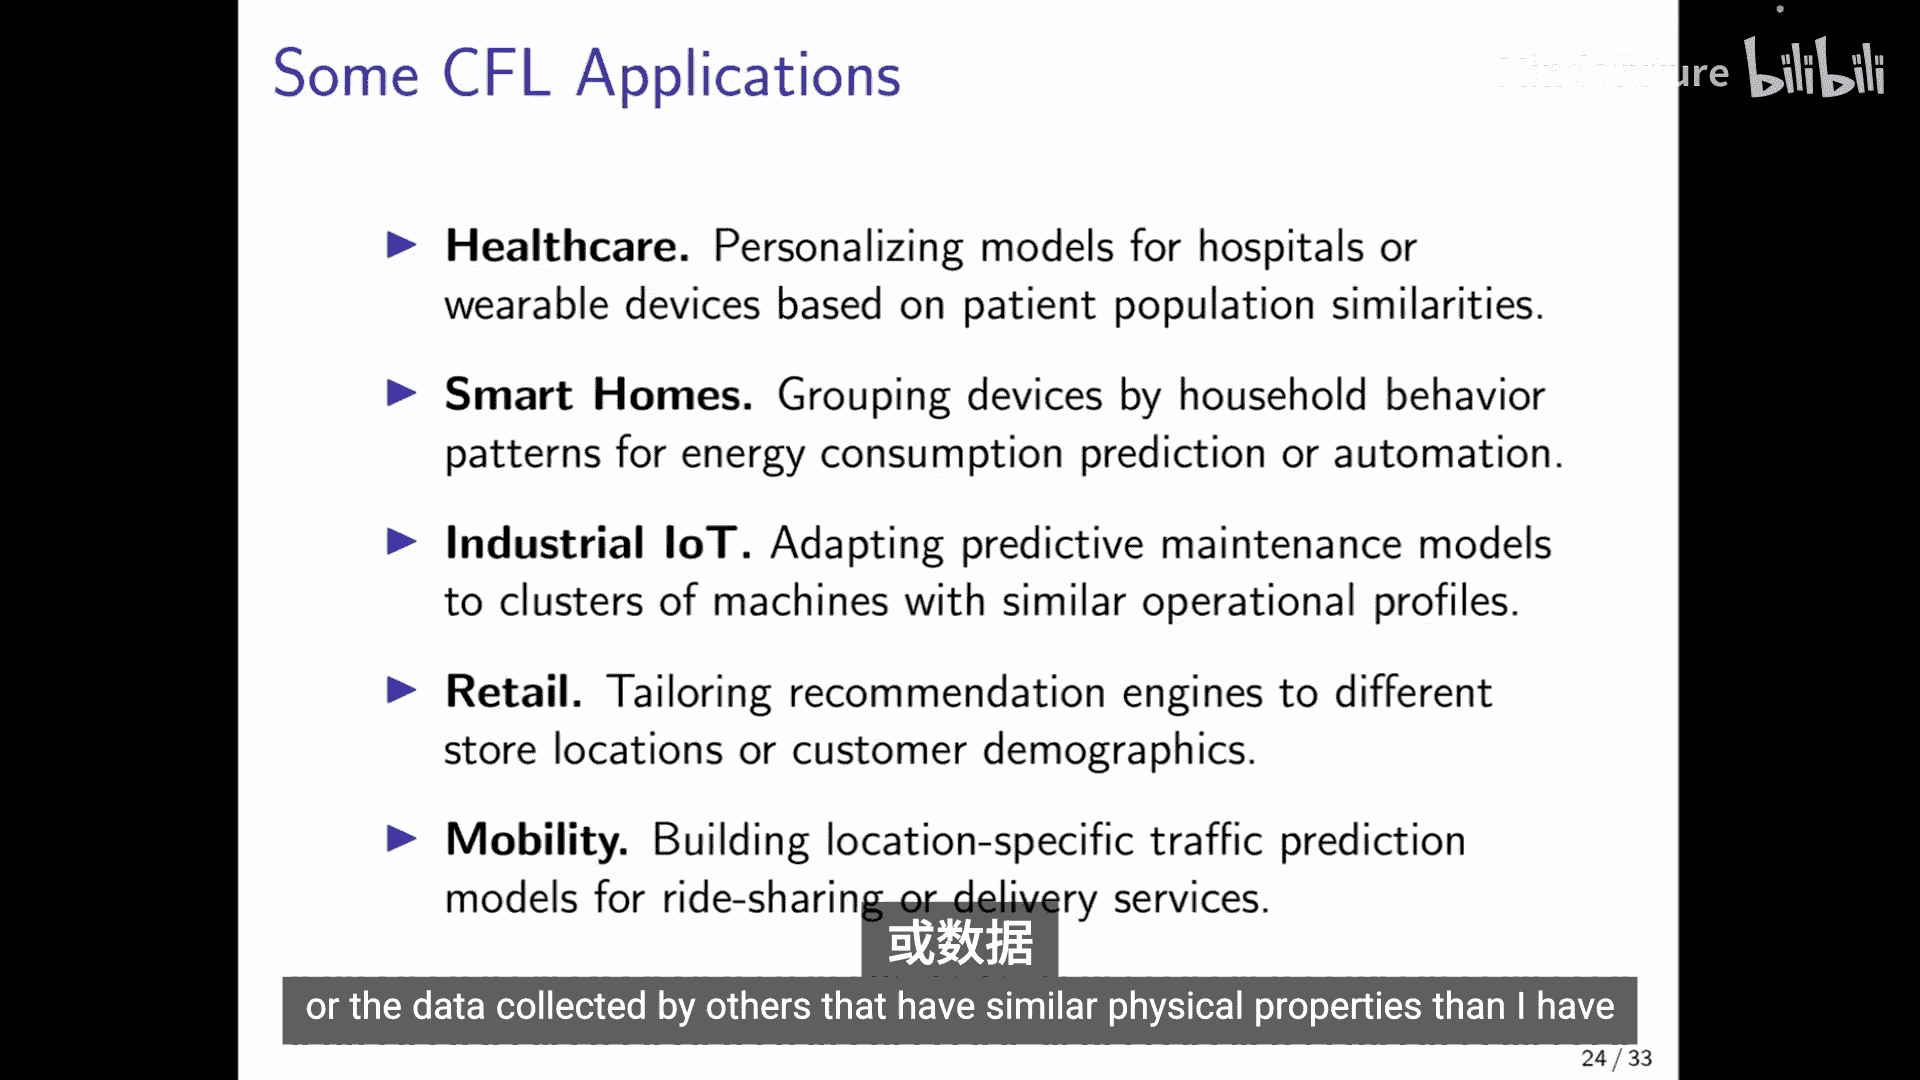 Some CFL Applications
bilibili
Healthcare. Personalizing models for hospitals or
wearable devices based on patient population similarities.
Smart Homes. Grouping devices by household behavior
patterns for energy consumption prediction or automation.
Industrial IoT. Adapting predictive maintenance models
to clusters of machines with similar operational profiles.
Retail. Tailoring recommendation engines to different
store locations or customer demographics.
Mobility. Building location-specific traffic prediction
models for ride-sharing or delivery services.
或数据
or the data collected by others that have similar physical properties than I have
24 / 33